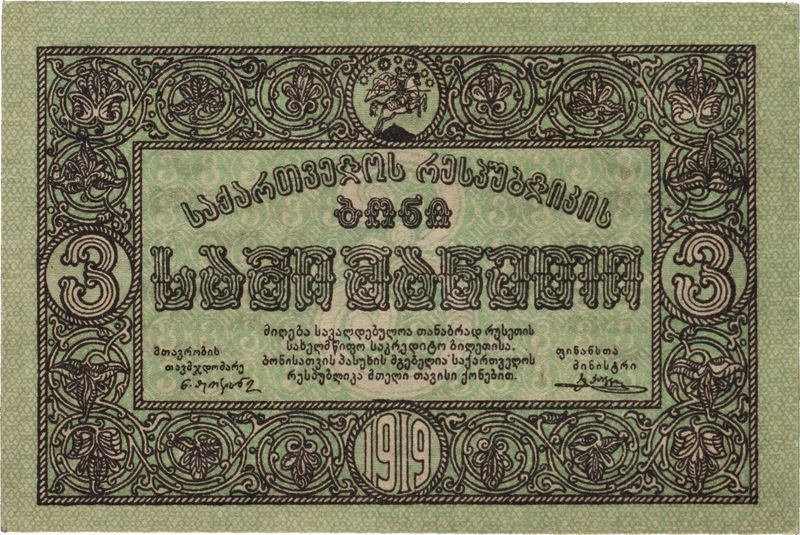 საქართველოს რესპუბლიკის
ბონი
3
სამი მანეთი
3
მიღება სავალდებულოა თანაბრად რუსეთის
სახელმწიფო საკრედიტო ბილეთისა.
ბონისათვის პასუხის მგებელია საქართველოს
რესპუბლიკა მთელი თავისი ქონებით.
მთავრობის
თავმჯდომარე
ფინანსთა
მინისტრი
1919